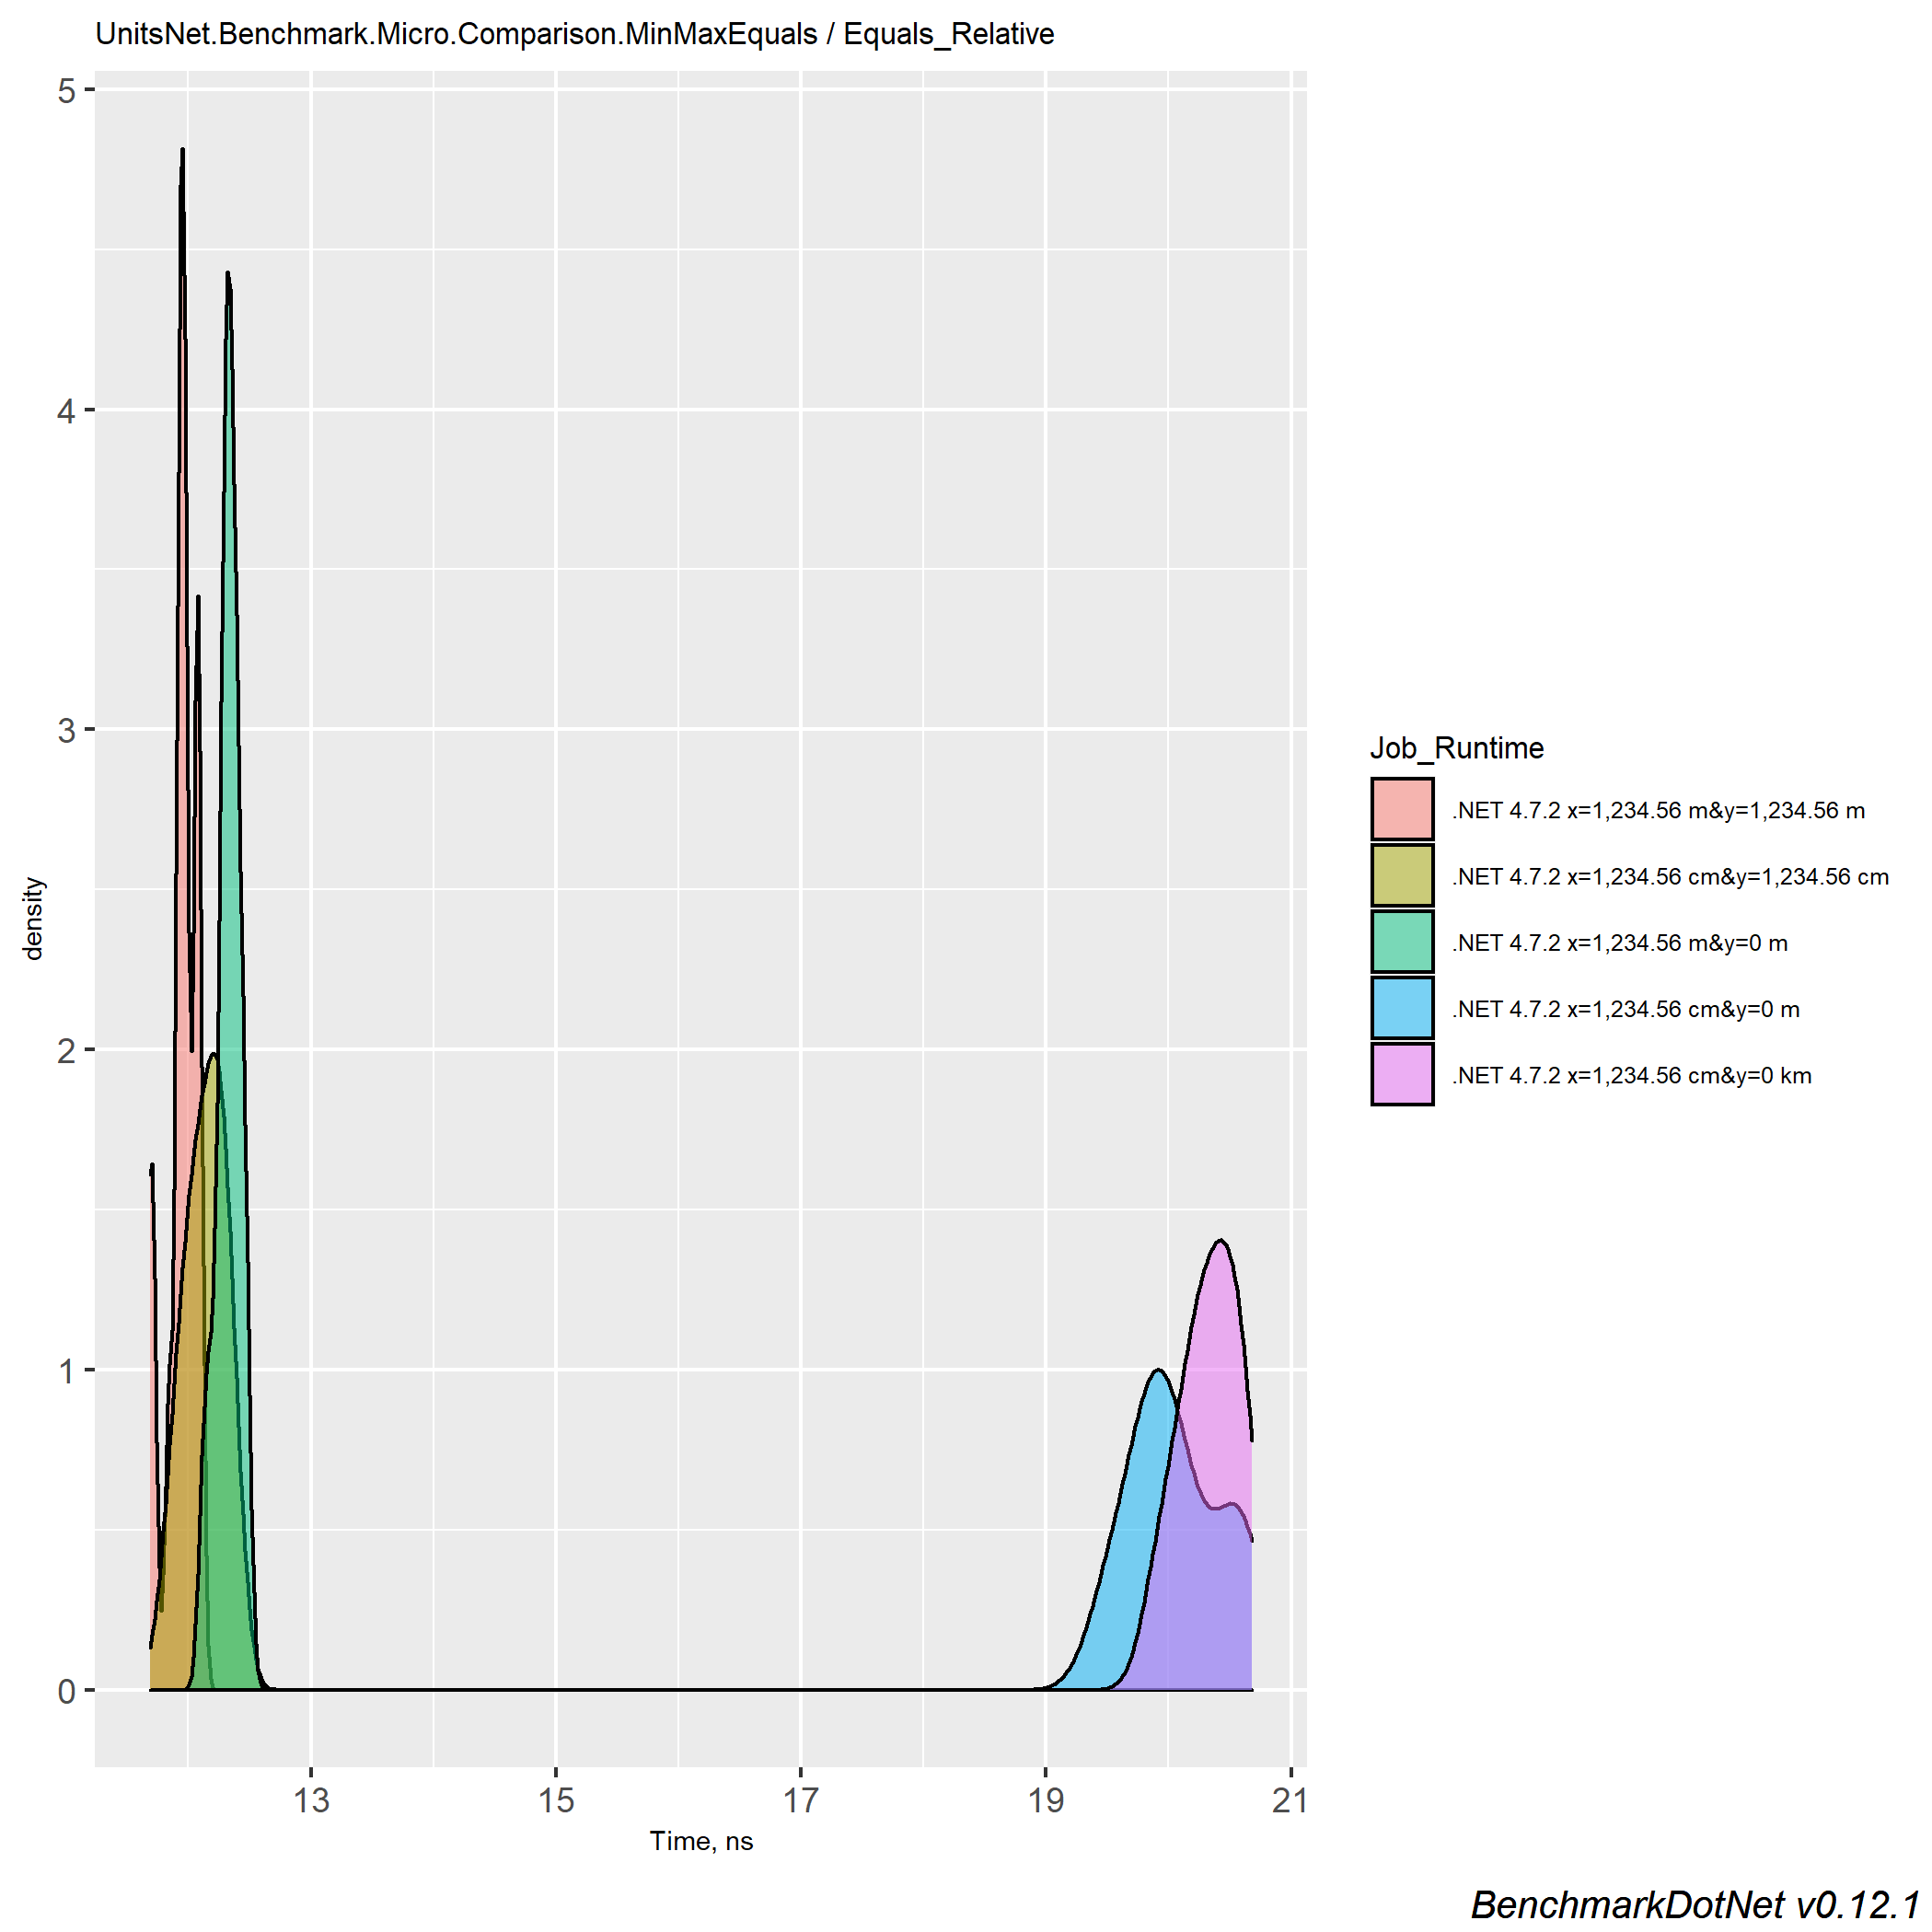 UnitsNet.Benchmark.Micro.Comparison.MinMaxEquals / Equals_Relative
5
4
3
2
1
0
density
13 15 17 19 21
Time, ns
Job_Runtime
.NET 4.7.2 x=1,234.56 m&y=1,234.56 m
.NET 4.7.2 x=1,234.56 cm&y=1,234.56 cm
.NET 4.7.2 x=1,234.56 m&y=0 m
.NET 4.7.2 x=1,234.56 cm&y=0 m
.NET 4.7.2 x=1,234.56 cm&y=0 km
BenchmarkDotNet v0.12.1